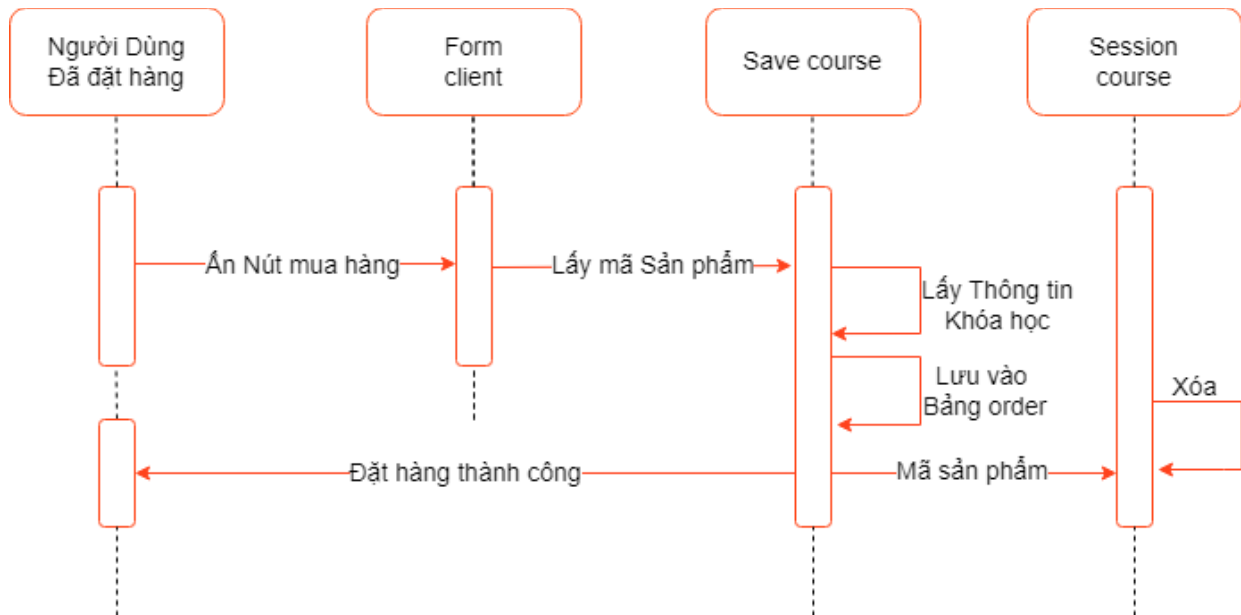 Người Dùng
Đã đặt hàng
Form
client
Save course
Session
course
Ấn Nút mua hàng
Lấy mã Sản phẩm
Lấy Thông tin
Khóa học
Lưu vào
Bảng order
Xóa
Đặt hàng thành công
Mã sản phẩm